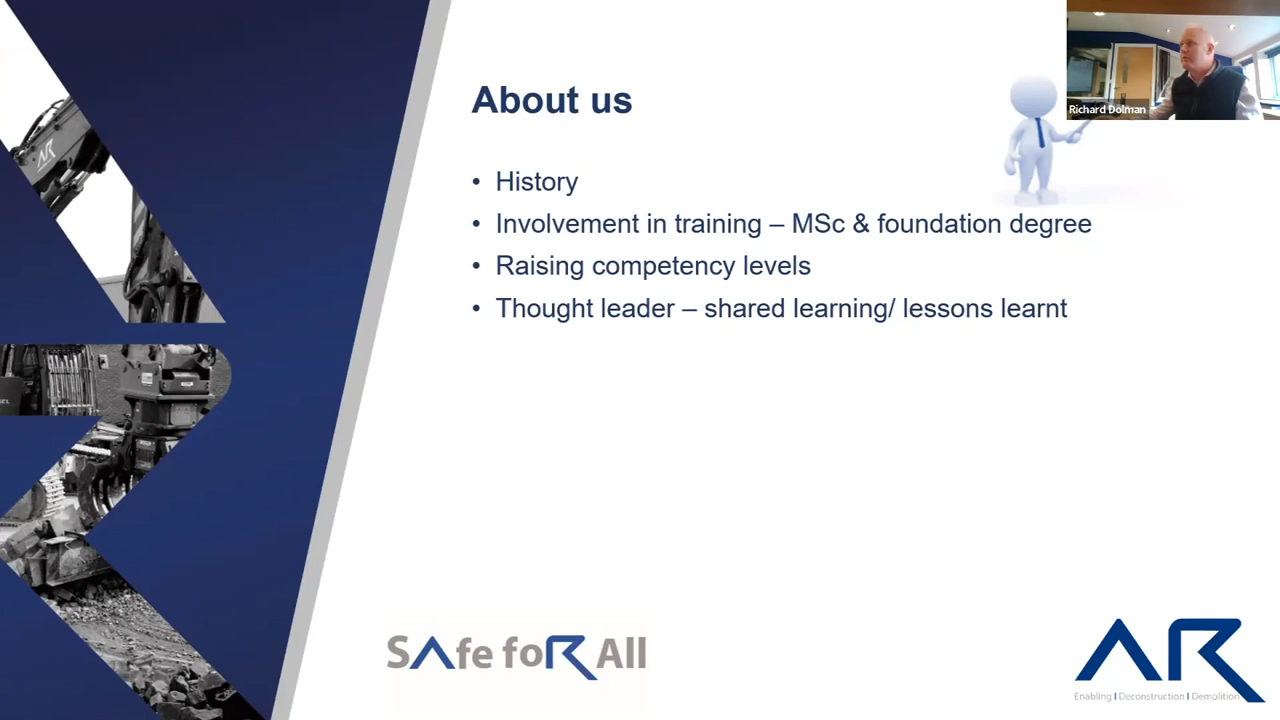 About us
Richard Dolman
• History
• Involvement in training – MSc & foundation degree
• Raising competency levels
• Thought leader – shared learning/ lessons learnt
SAfe foR All
AR
Enabling I Deconstruction I Demolition
AR